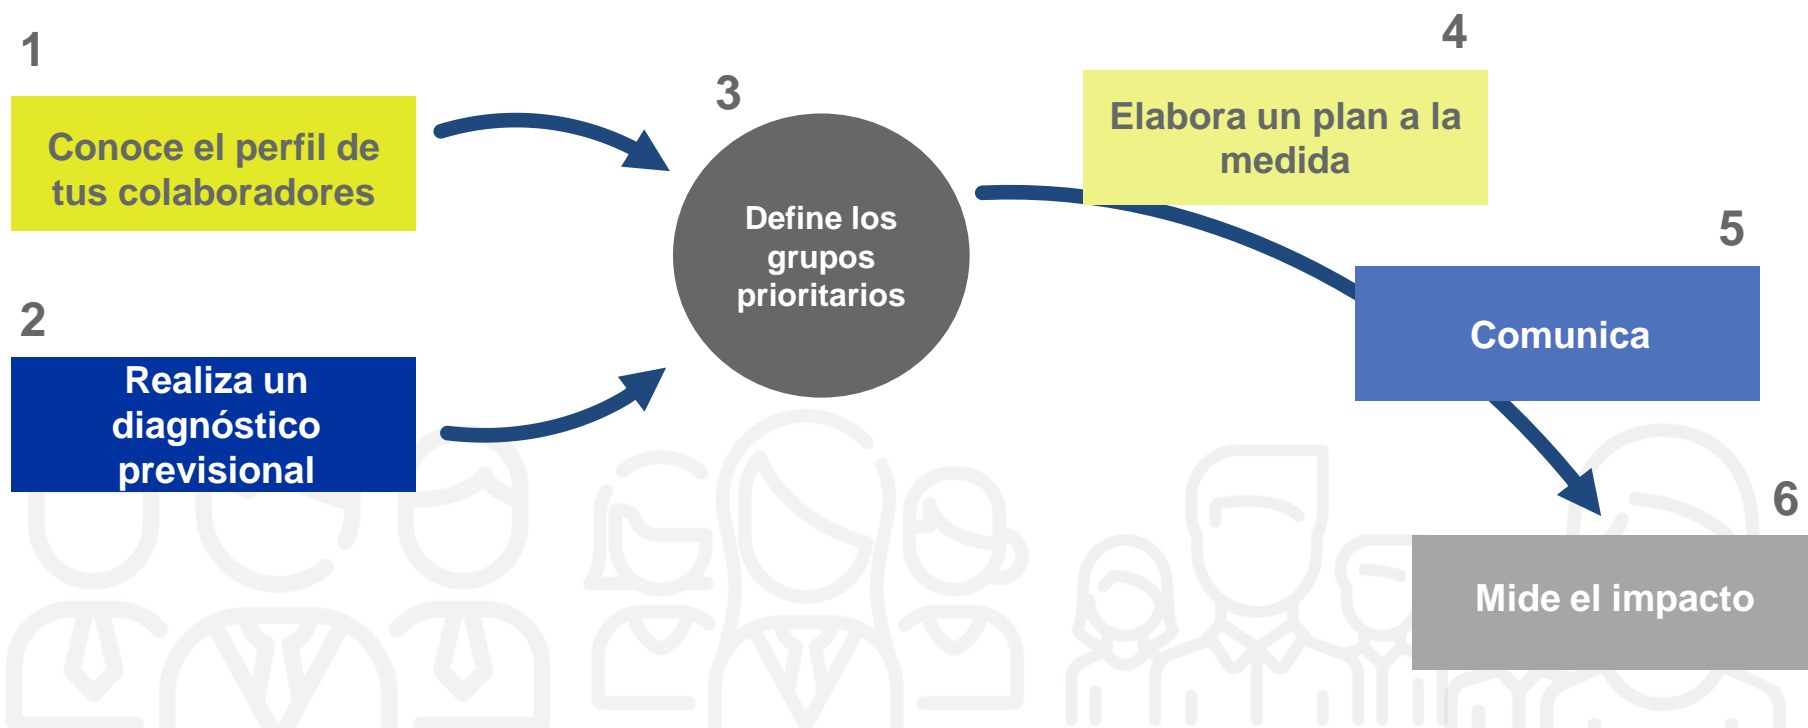 1
Conoce el perfil de
tus colaboradores
2
Realiza un
diagnóstico
previsional
3
Define los
grupos
prioritarios
4
Elabora un plan a la
medida
5
Comunica
6
Mide el impacto